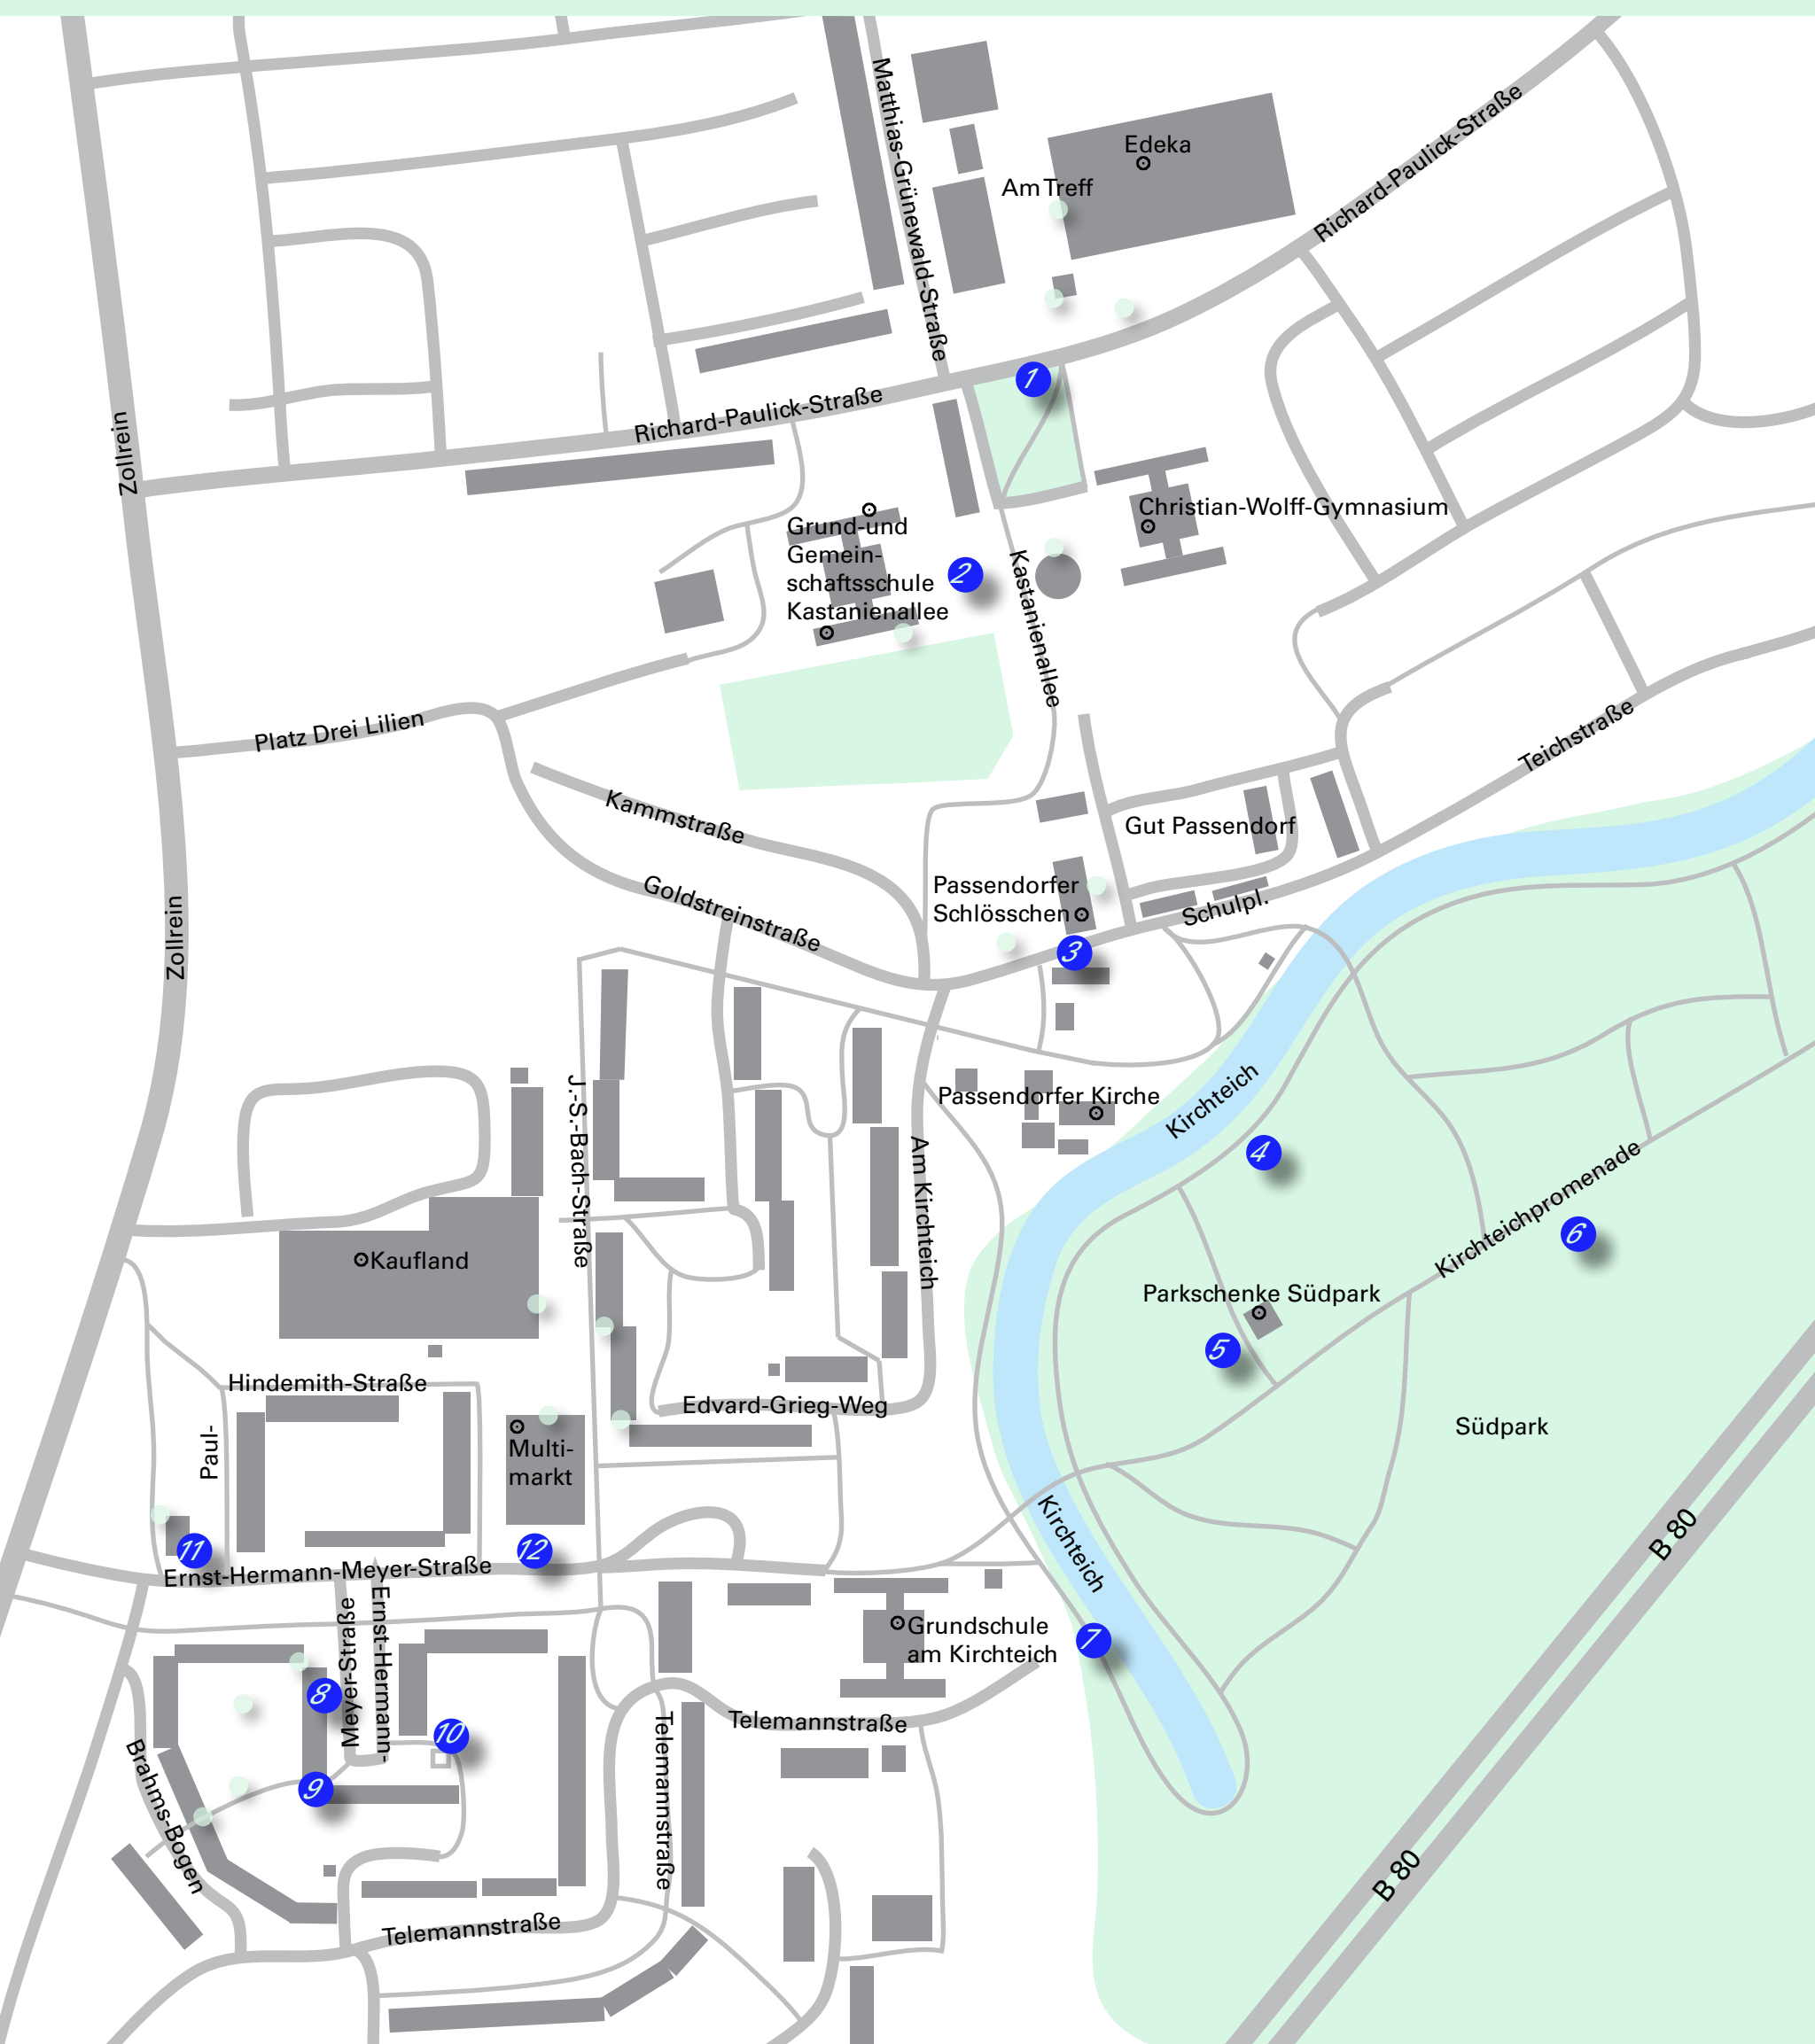 Matthias-Grünewald-Straße
Edeka
Am Treff
Richard-Paulick-Straße
1
Richard-Paulick-Straße
Zollrein
Christian-Wolff-Gymnasium
Grund-und
Gemein-
schaftsschule
Kastanienallee
2
Kastanienallee
Platz Drei Lilien
Teichstraße
Kammstraße
Gut Passendorf
Goldstreinstraße
Passendorfer
Schlösschen
Schulpl.
3
Zollrein
J.-S.-Bach-Straße
Passendorfer Kirche
Kirchteich
4
Am Kirchteich
Kirchteichpromenade
6
Kaufland
Parkschenke Südpark
5
Hindemith-Straße
Paul-
Edvard-Grieg-Weg
Südpark
Multi-
markt
B 80
Kirchteich
11
12
Ernst-Hermann-Meyer-Straße
Ernst-Hermann-
Meyer-Straße
Grundschule
am Kirchteich
7
8
10
9
Telemannstraße
Telemannstraße
Brahms-Bogen
B 80
Telemannstraße